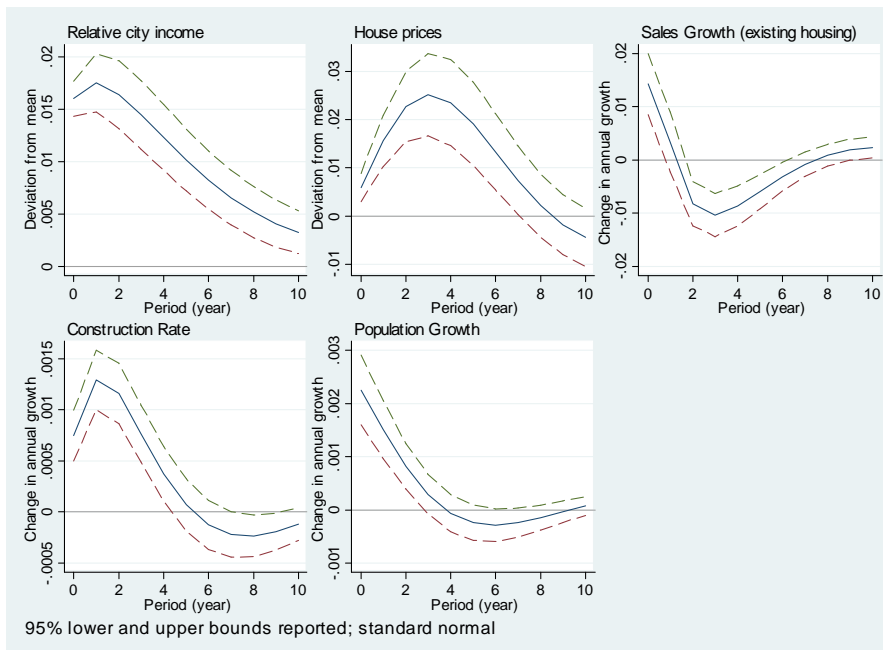 Relative city income
House prices
Sales Growth (existing housing)
Deviation from mean
0 .005 .01 .015 .02
0 2 4 6 8 10
Period (year)
Deviation from mean
-.01 0 .01 .02 .03
0 2 4 6 8 10
Period (year)
Change in annual growth
-.02 -.01 0 .01 .02
0 2 4 6 8 10
Period (year)
Construction Rate
Population Growth
Change in annual growth
-.0005 0 .0005 .001 .0015
0 2 4 6 8 10
Period (year)
Change in annual growth
-.001 0 .001 .002 .003
0 2 4 6 8 10
Period (year)
95% lower and upper bounds reported; standard normal